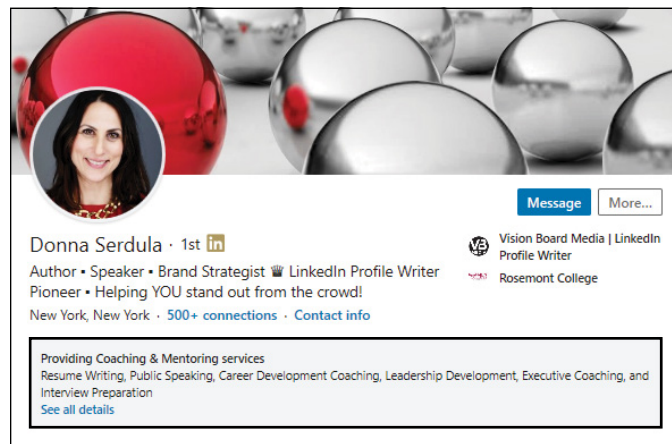 Message
More...
Donna Serdula · 1st in
Vision Board Media | LinkedIn
Profile Writer
Author ▪ Speaker ▪ Brand Strategist ♛ LinkedIn Profile Writer
Pioneer ▪ Helping YOU stand out from the crowd!
Rosemont College
New York, New York · 500+ connections · Contact info
Providing Coaching & Mentoring services
Resume Writing, Public Speaking, Career Development Coaching, Leadership Development, Executive Coaching, and
Interview Preparation
See all details